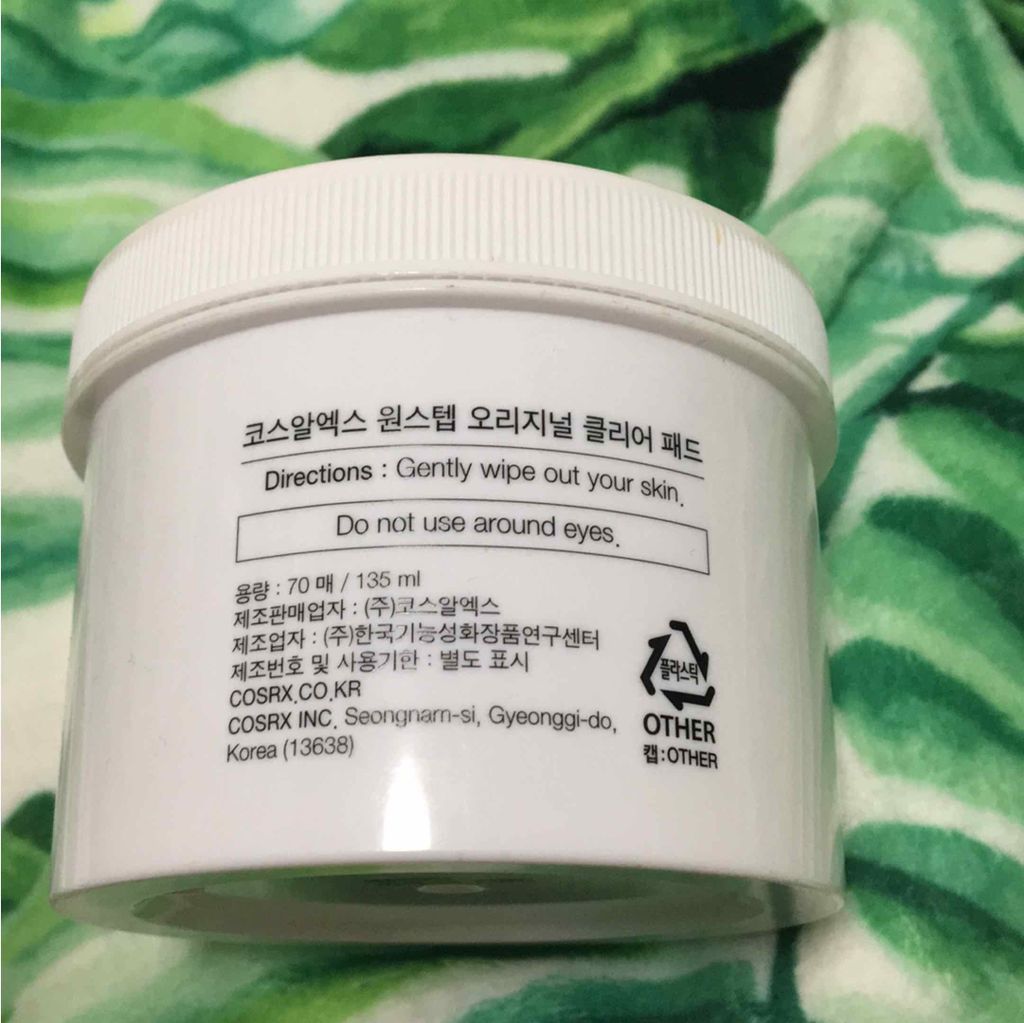 코스알엑스 원스텝 오리지널 클리어 패드
Directions : Gently wipe out your skin.
Do not use around eyes.
용량 : 70 매 / 135 ml
제조판매업자 : (주)코스알엑스
제조업자 : (주)한국기능성화장품연구센터
제조번호 및 사용기한 : 별도 표시
COSRX.CO.KR
COSRX INC. Seongnam-si, Gyeonggi-do,
Korea (13638)
플라스틱
OTHER
캡:OTHER